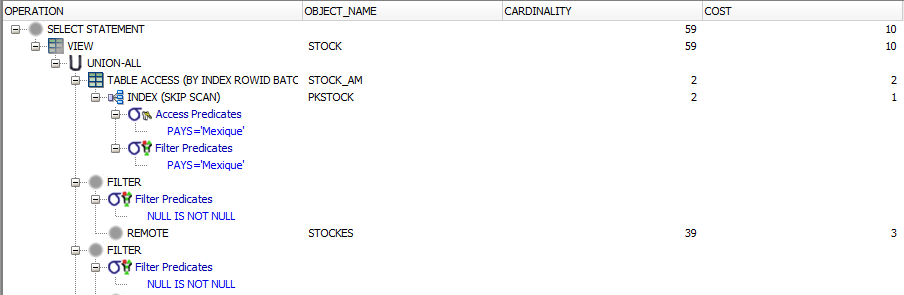 OPERATION OBJECT_NAME CARDINALITY COST
SELECT STATEMENT 59 10
VIEW STOCK 59 10
UNION-ALL
TABLE ACCESS (BY INDEX ROWID BATC STOCK_AM 2 2
INDEX (SKIP SCAN) PKSTOCK 2 1
Access Predicates
PAYS='Mexique'
Filter Predicates
PAYS='Mexique'
FILTER
Filter Predicates
NULL IS NOT NULL
REMOTE STOCKES 39 3
FILTER
Filter Predicates
NULL IS NOT NULL